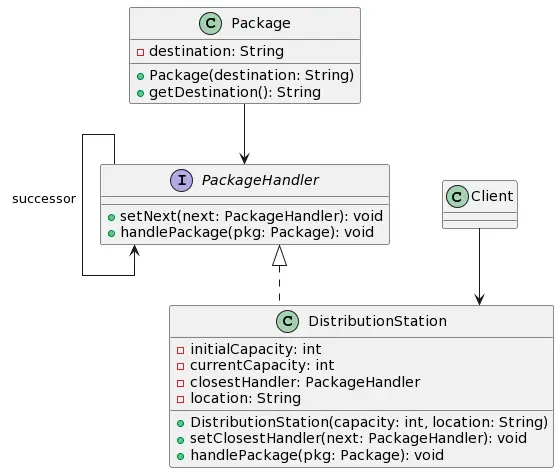 C Package
destination: String
Package(destination: String)
getDestination(): String
successor
I PackageHandler
setNext(next: PackageHandler): void
handlePackage(pkg: Package): void
C Client
C DistributionStation
initialCapacity: int
currentCapacity: int
closestHandler: PackageHandler
location: String
DistributionStation(capacity: int, location: String)
setClosestHandler(next: PackageHandler): void
handlePackage(pkg: Package): void